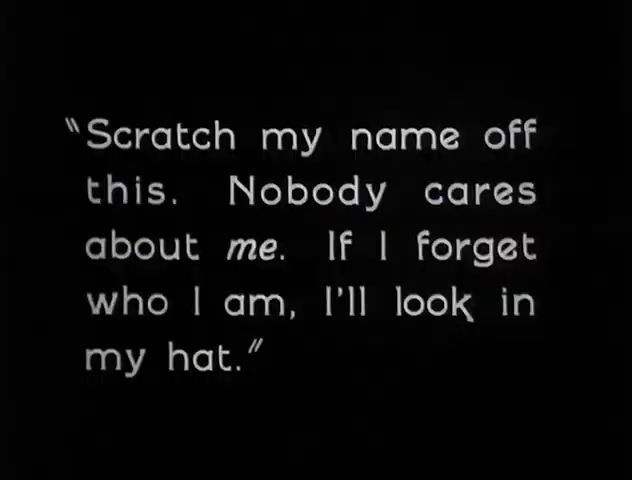 "Scratch my name off
this. Nobody cares
about me. If I forget
who I am, I'll look in
my hat."